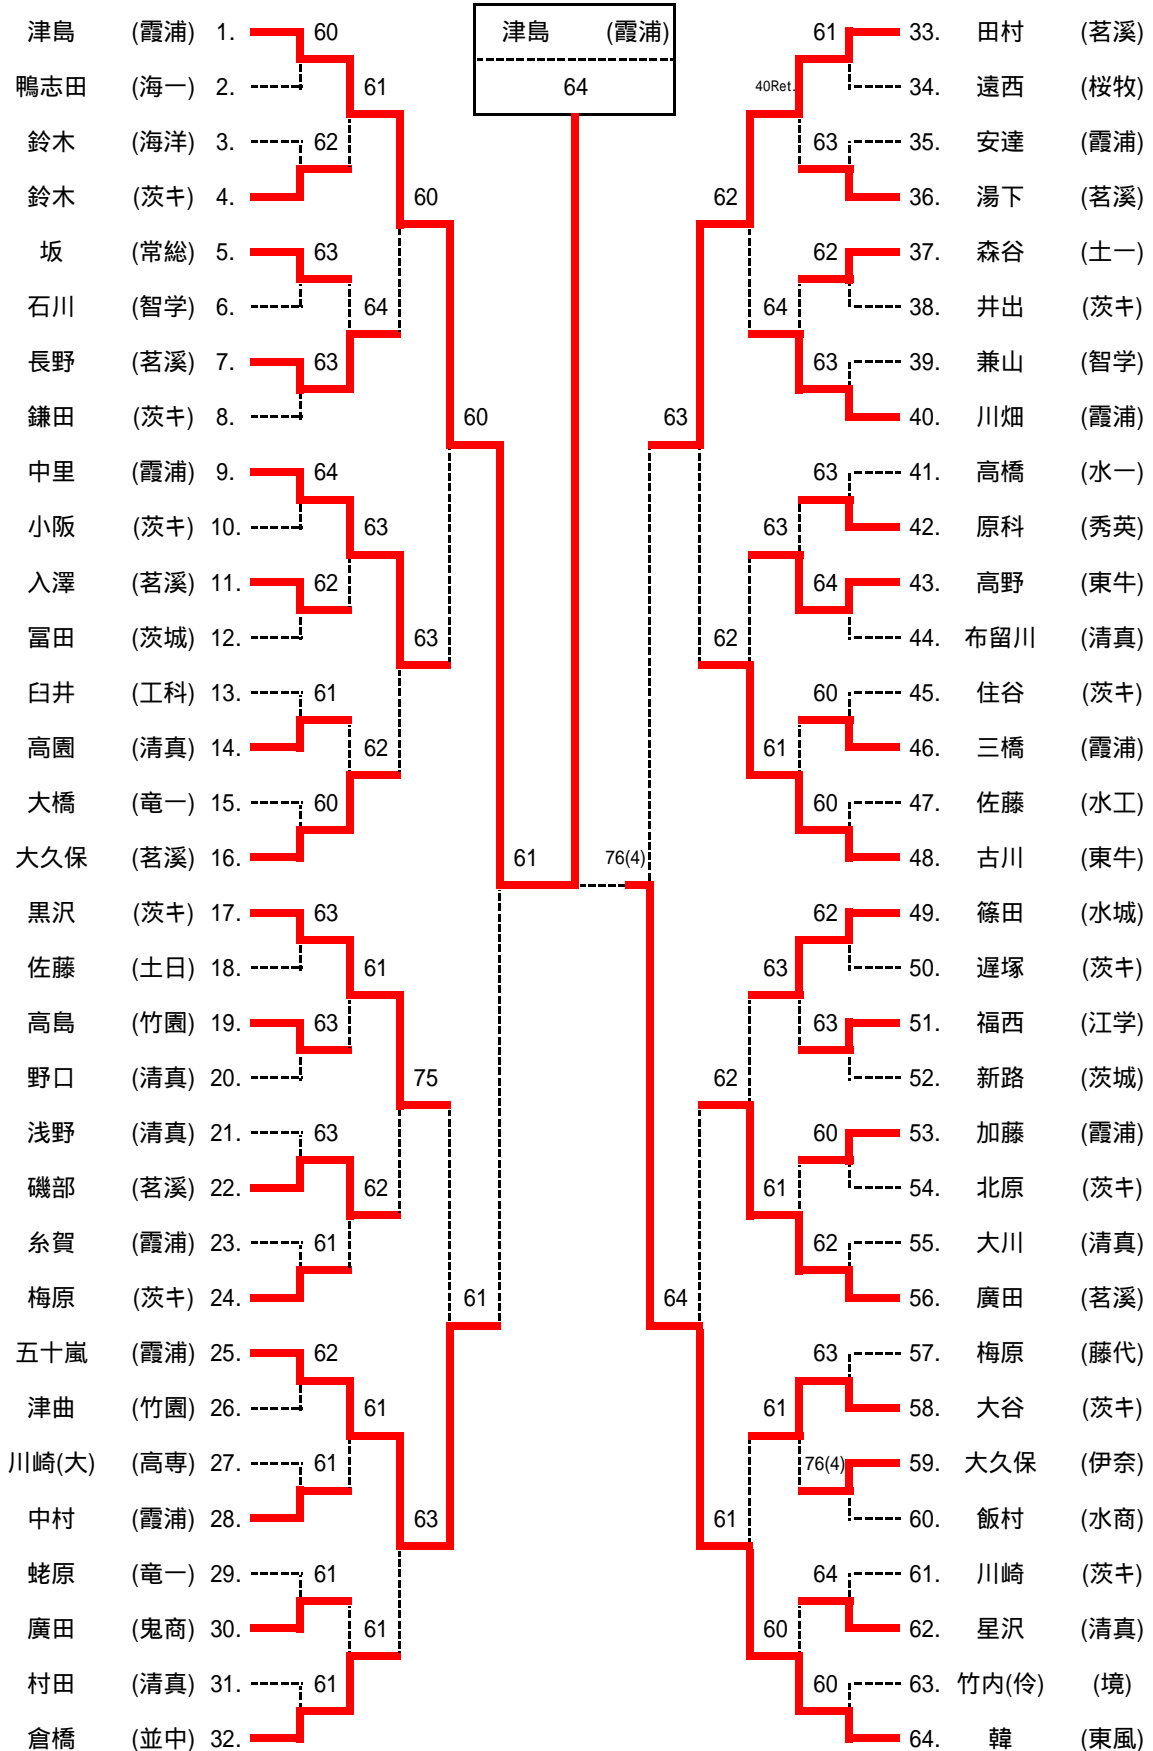 津島 (霞浦)
64
津島 (霞浦) 1.
鴨志田 (海一) 2.
鈴木 (海洋) 3.
鈴木 (茨キ) 4.
坂 (常総) 5.
石川 (智学) 6.
長野 (茗溪) 7.
鎌田 (茨キ) 8.
中里 (霞浦) 9.
小阪 (茨キ) 10.
入澤 (茗溪) 11.
冨田 (茨城) 12.
臼井 (工科) 13.
高園 (清真) 14.
大橋 (竜一) 15.
大久保 (茗溪) 16.
黒沢 (茨キ) 17.
佐藤 (土日) 18.
高島 (竹園) 19.
野口 (清真) 20.
浅野 (清真) 21.
磯部 (茗溪) 22.
糸賀 (霞浦) 23.
梅原 (茨キ) 24.
五十嵐 (霞浦) 25.
津曲 (竹園) 26.
川崎(大) (高専) 27.
中村 (霞浦) 28.
蛯原 (竜一) 29.
廣田 (鬼商) 30.
村田 (清真) 31.
倉橋 (並中) 32.
60
62
63
63
64
62
61
60
63
63
63
61
62
61
61
61
61
64
63
62
61
62
61
61
60
63
75
63
60
61
61
33. 田村 (茗溪)
34. 遠西 (桜牧)
35. 安達 (霞浦)
36. 湯下 (茗溪)
37. 森谷 (土一)
38. 井出 (茨キ)
39. 兼山 (智学)
40. 川畑 (霞浦)
41. 高橋 (水一)
42. 原科 (秀英)
43. 高野 (東牛)
44. 布留川 (清真)
45. 住谷 (茨キ)
46. 三橋 (霞浦)
47. 佐藤 (水工)
48. 古川 (東牛)
49. 篠田 (水城)
50. 遅塚 (茨キ)
51. 福西 (江学)
52. 新路 (茨城)
53. 加藤 (霞浦)
54. 北原 (茨キ)
55. 大川 (清真)
56. 廣田 (茗溪)
57. 梅原 (藤代)
58. 大谷 (茨キ)
59. 大久保 (伊奈)
60. 飯村 (水商)
61. 川崎 (茨キ)
62. 星沢 (清真)
63. 竹内(伶) (境)
64. 韓 (東風)
61
63
62
63
63
64
60
60
62
63
60
62
63
76(4)
64
60
40Ret.
64
63
61
63
61
61
60
62
62
62
61
63
64
76(4)